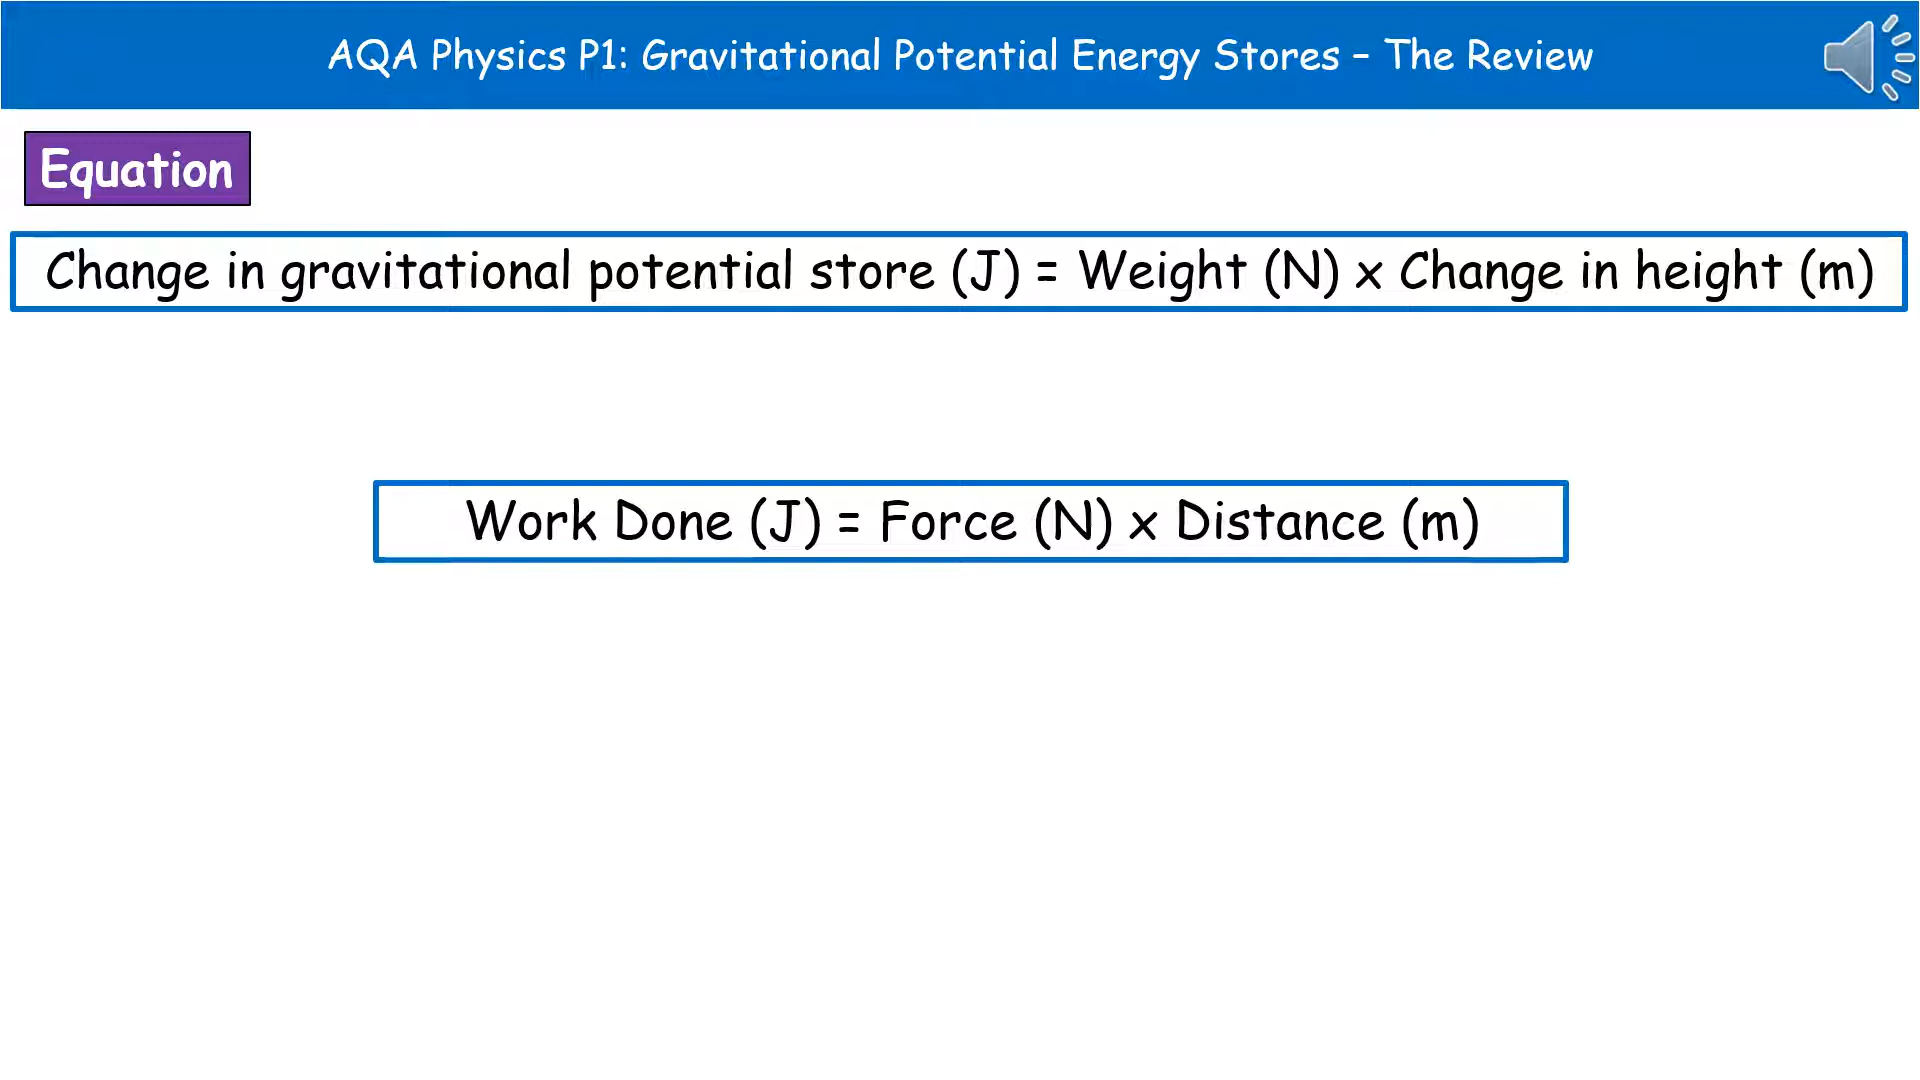 AQA Physics P1: Gravitational Potential Energy Stores – The Review
Equation
Change in gravitational potential store (J) = Weight (N) x Change in height (m)
Work Done (J) = Force (N) x Distance (m)